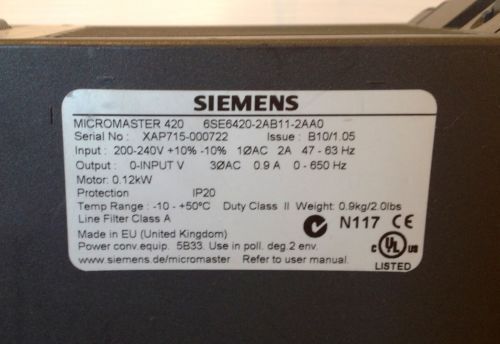 SIEMENS
MICROMASTER 420 6SE6420-2AB11-2AA0
Serial No : XAP715-000722 Issue : B10/1.05
Input : 200-240V +10% -10% 1ØAC 2A 47 - 63 Hz
Output : 0-INPUT V 3ØAC 0.9 A 0 - 650 Hz
Motor: 0.12kW
Protection IP20
Temp Range : -10 - +50°C Duty Class II Weight: 0.9kg/2.0lbs
Line Filter Class A
N117 CE
Made in EU (United Kingdom)
Power conv.equip. 5B33. Use in poll. deg.2 env.
www.siemens.de/micromaster Refer to user manual.
C UL US
LISTED